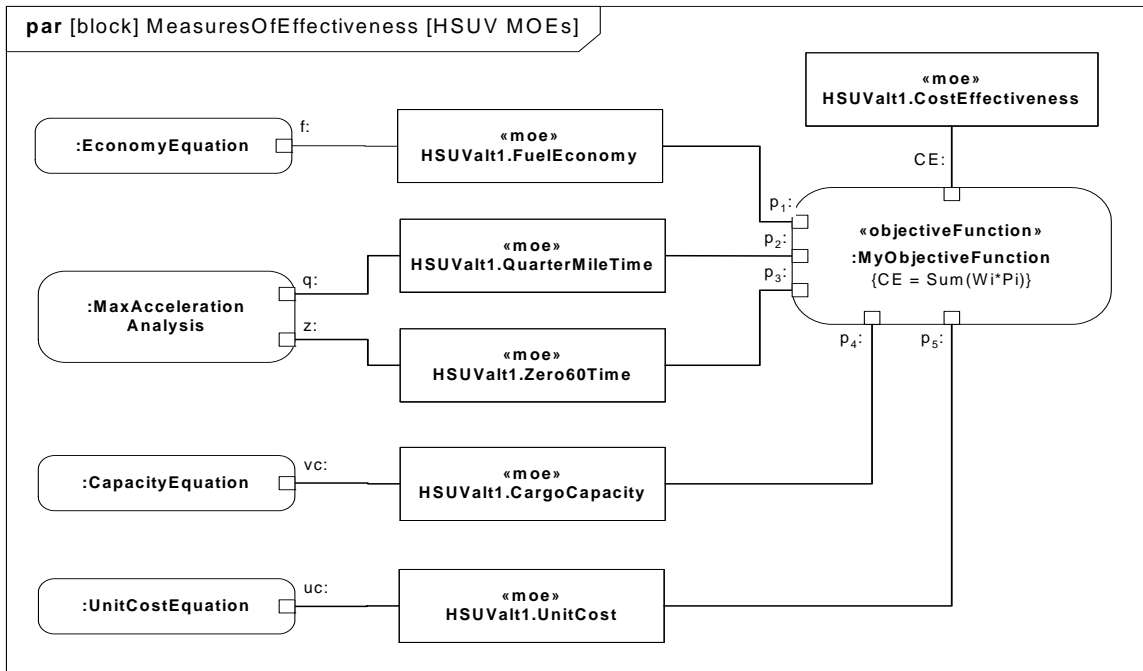 par [block] MeasuresOfEffectiveness [HSUV MOEs]
«moe»
HSUValt1.CostEffectiveness
CE:
:EconomyEquation
f:
«moe»
HSUValt1.FuelEconomy
p1:
p2:
p3:
«objectiveFunction»
:MyObjectiveFunction
{CE = Sum(Wi*Pi)}
p4:
p5:
:MaxAcceleration
Analysis
q:
z:
«moe»
HSUValt1.QuarterMileTime
«moe»
HSUValt1.Zero60Time
:CapacityEquation
vc:
«moe»
HSUValt1.CargoCapacity
:UnitCostEquation
uc:
«moe»
HSUValt1.UnitCost